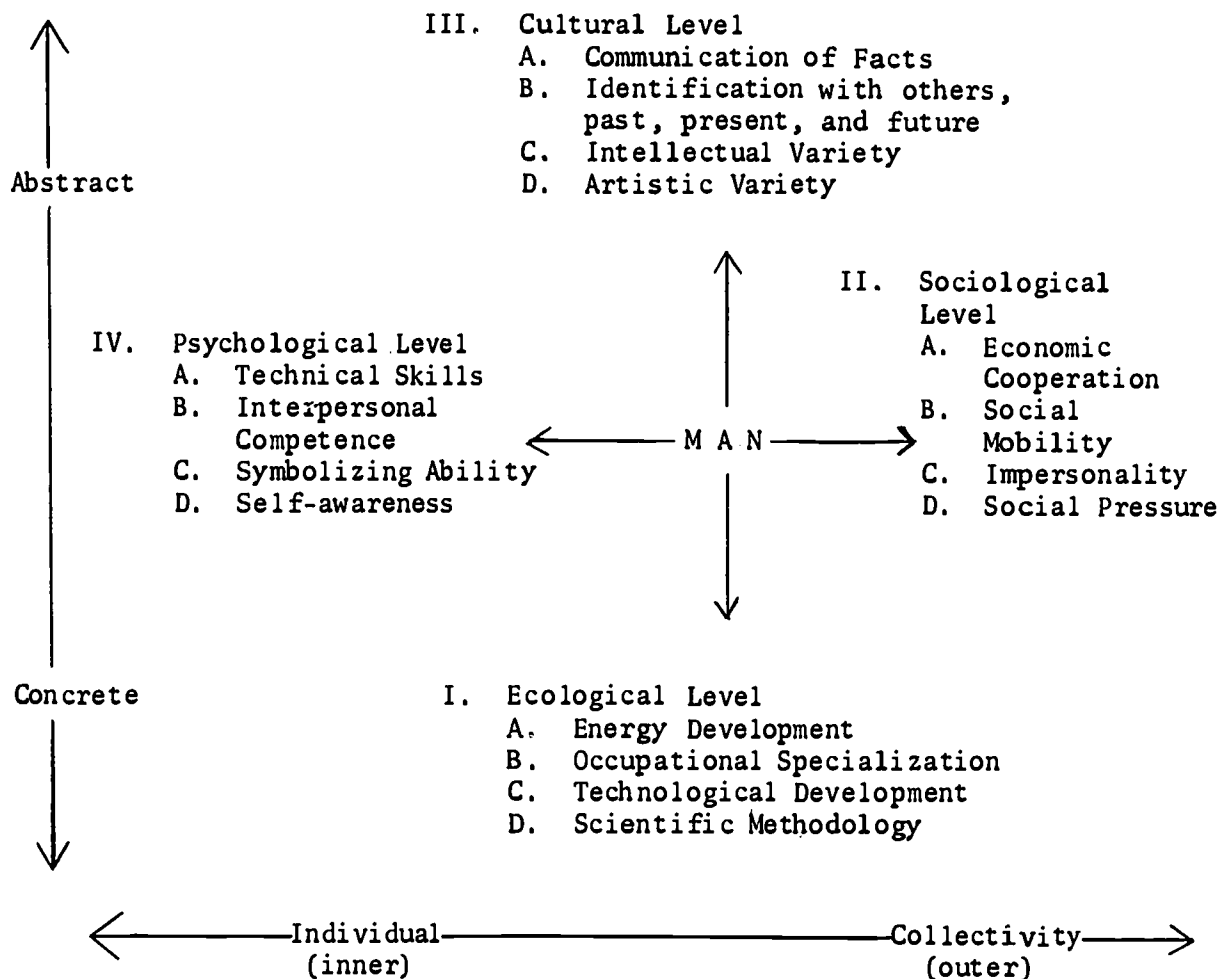 III. Cultural Level
A. Communication of Facts
B. Identification with others,
past, present, and future
C. Intellectual Variety
D. Artistic Variety
Abstract
II. Sociological
Level
A. Economic
Cooperation
B. Social
Mobility
C. Impersonality
D. Social Pressure
IV. Psychological Level
A. Technical Skills
B. Interpersonal
Competence
C. Symbolizing Ability
D. Self-awareness
M A N
Concrete
I. Ecological Level
A. Energy Development
B. Occupational Specialization
C. Technological Development
D. Scientific Methodology
Individual
(inner)
Collectivity
(outer)